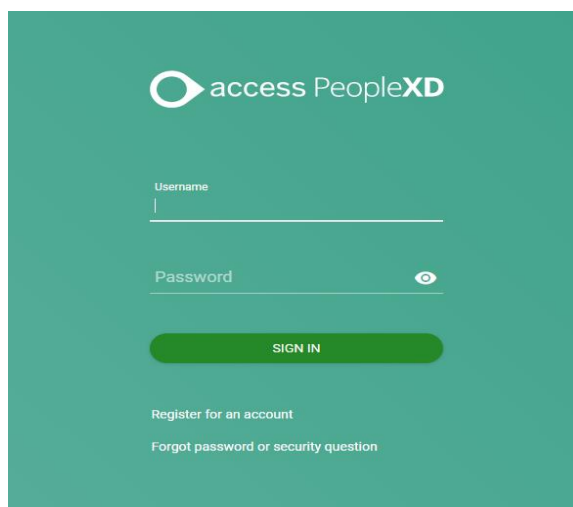 access PeopleXD
Username
Password
SIGN IN
Register for an account
Forgot password or security question